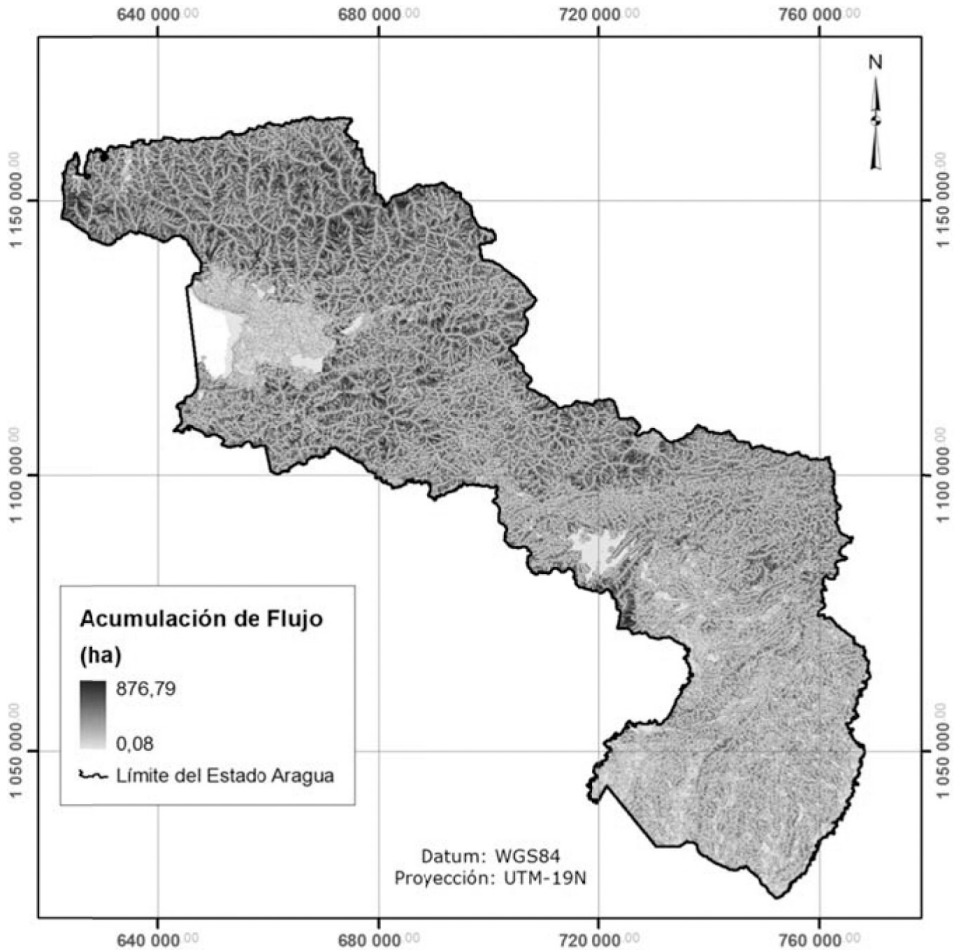 640 000 00 680 000 00 720 000 00 760 000 00
N
1 150 000 00 1 150 000 00
1 100 000 00 1 100 000 00
Acumulación de Flujo
(ha)
876,79
0,08
Límite del Estado Aragua
1 050 000 00 1 050 000 00
Datum: WGS84
Proyección: UTM-19N
640 000 00 680 000 00 720 000 00 760 000 00